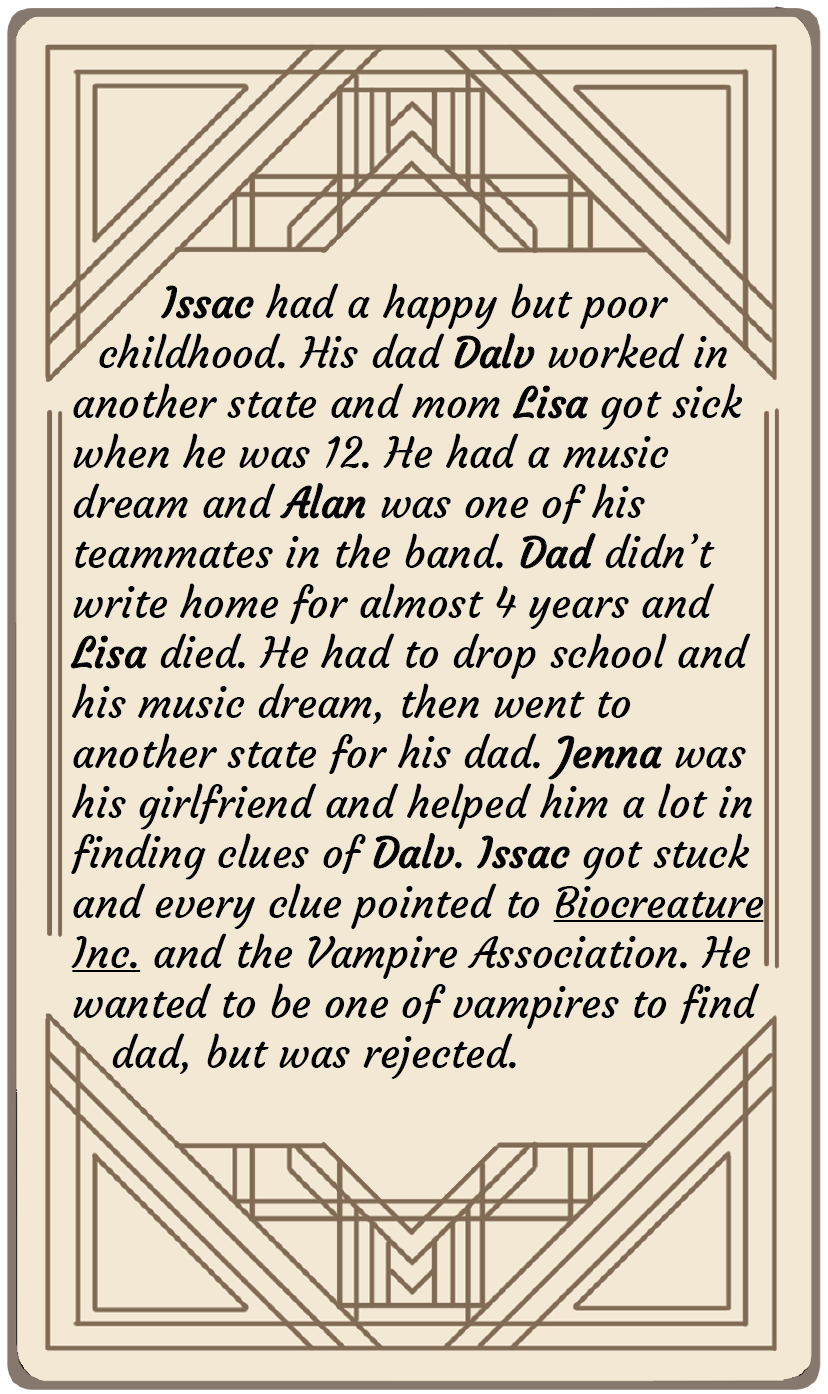 Issac had a happy but poor
childhood. His dad Dalv worked in
another state and mom Lisa got sick
when he was 12. He had a music
dream and Alan was one of his
teammates in the band. Dad didn’t
write home for almost 4 years and
Lisa died. He had to drop school and
his music dream, then went to
another state for his dad. Jenna was
his girlfriend and helped him a lot in
finding clues of Dalv. Issac got stuck
and every clue pointed to Biocreature
Inc. and the Vampire Association. He
wanted to be one of vampires to find
dad, but was rejected.